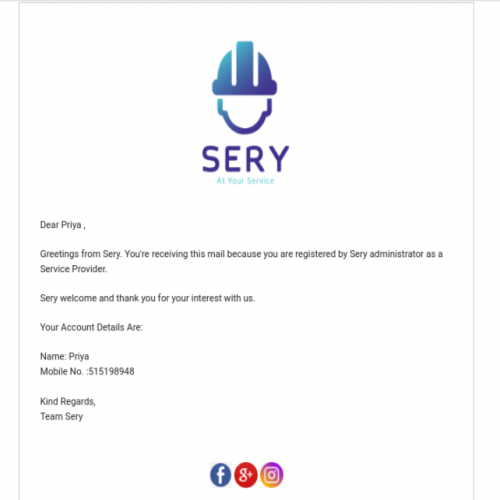 SERY
At Your Service
Dear Priya ,
Greetings from Sery. You're receiving this mail because you are registered by Sery administrator as a
Service Provider.
Sery welcome and thank you for your interest with us.
Your Account Details Are:
Name: Priya
Mobile No. :515198948
Kind Regards,
Team Sery
f g+